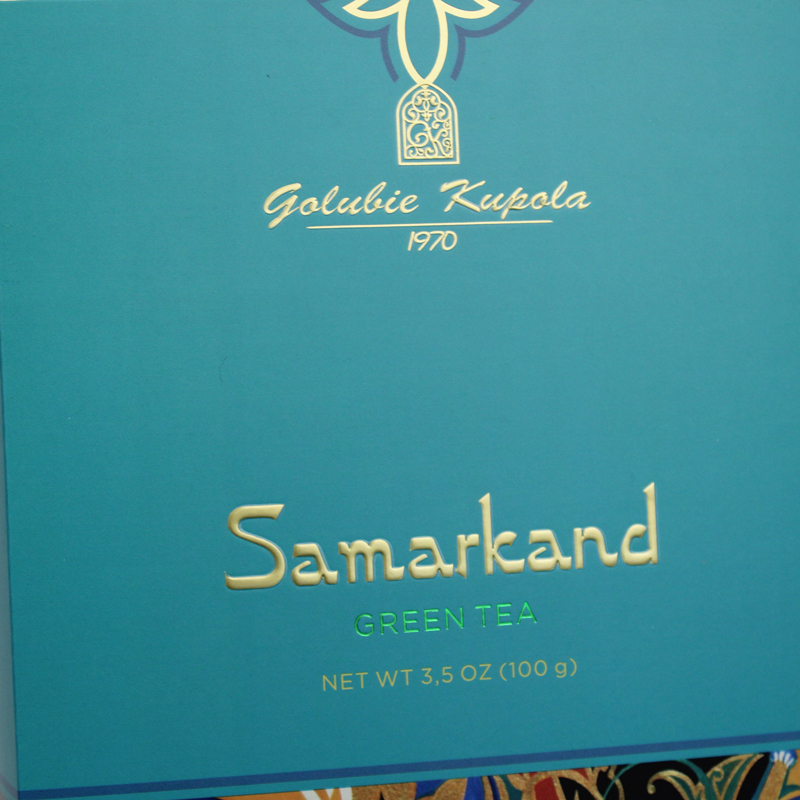 Golubie Kupola
1970
Samarkand
GREEN TEA
NET WT 3,5 OZ (100 g)